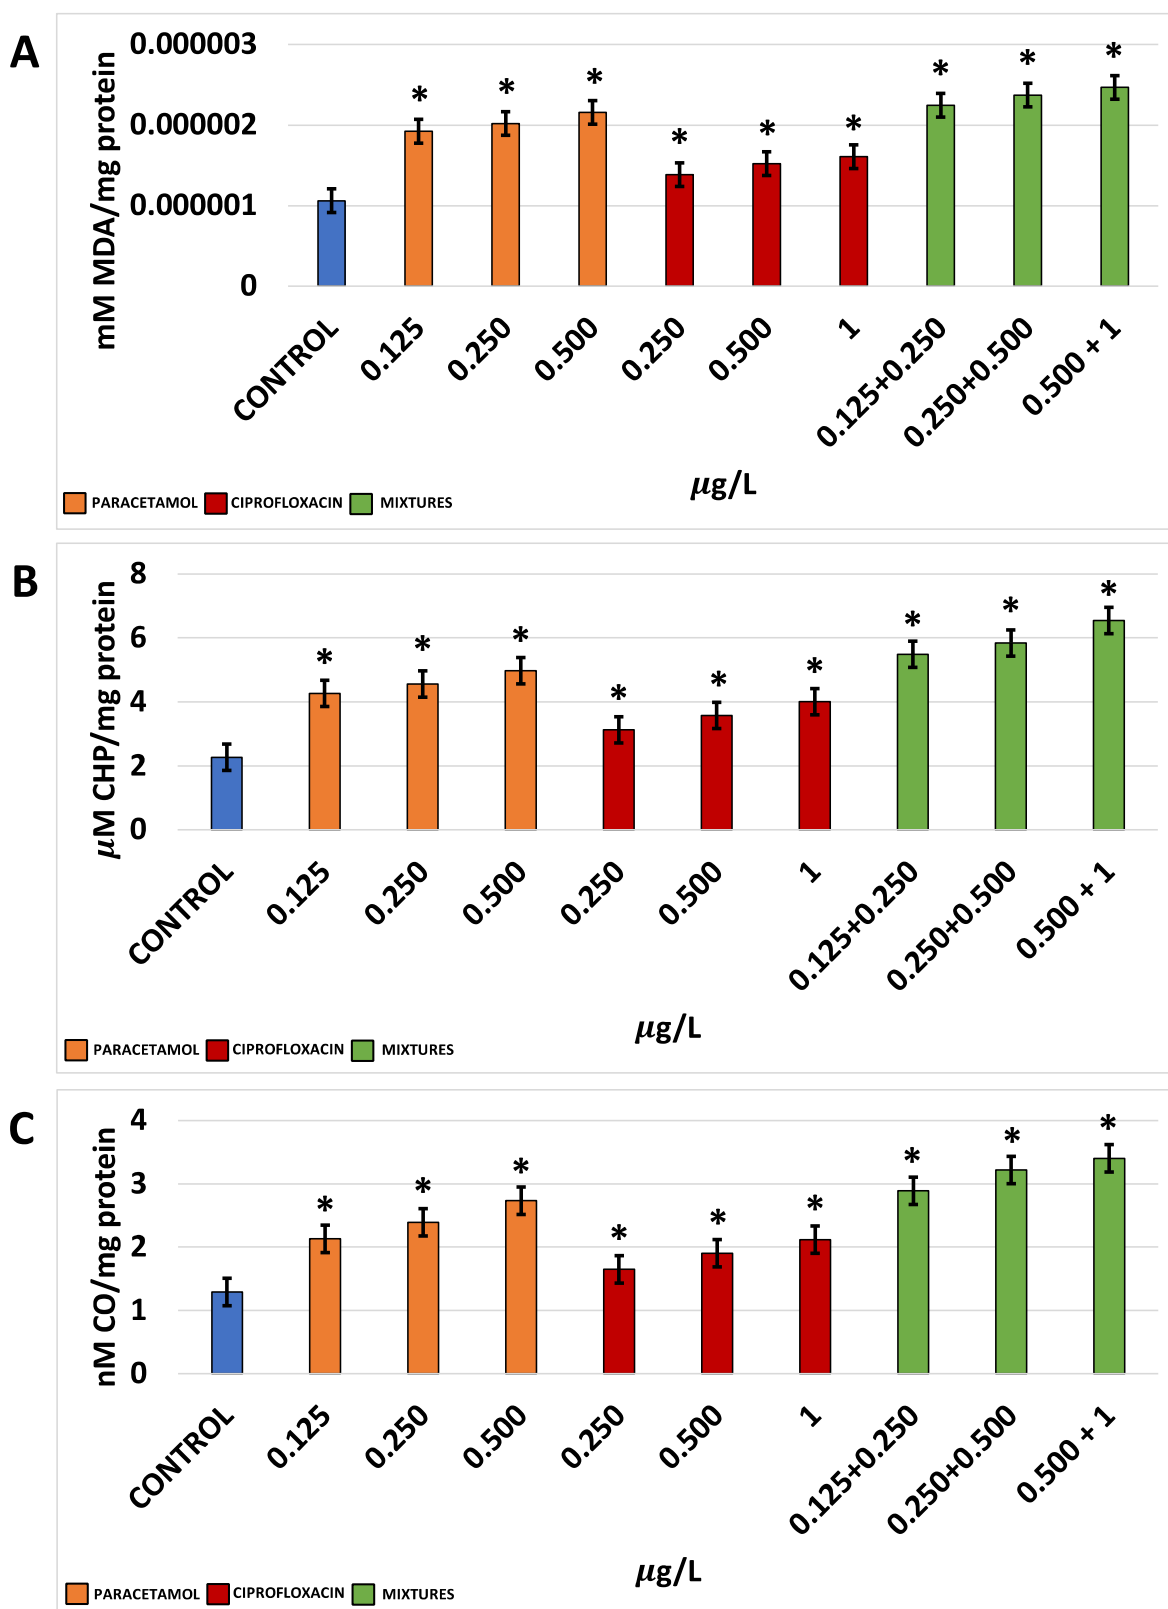 A
mM MDA/mg protein
0.000003
0.000002
0.000001
0
* * * * * * * * *
CONTROL 0.125 0.250 0.500 0.250 0.500 1 0.125+0.250 0.250+0.500 0.500 + 1
µg/L
PARACETAMOL CIPROFLOXACIN MIXTURES
B
µM CHP/mg protein
8
6
4
2
0
* * * * * * * * *
CONTROL 0.125 0.250 0.500 0.250 0.500 1 0.125+0.250 0.250+0.500 0.500 + 1
µg/L
PARACETAMOL CIPROFLOXACIN MIXTURES
C
nM CO/mg protein
4
3
2
1
0
* * * * * * * * *
CONTROL 0.125 0.250 0.500 0.250 0.500 1 0.125+0.250 0.250+0.500 0.500 + 1
µg/L
PARACETAMOL CIPROFLOXACIN MIXTURES